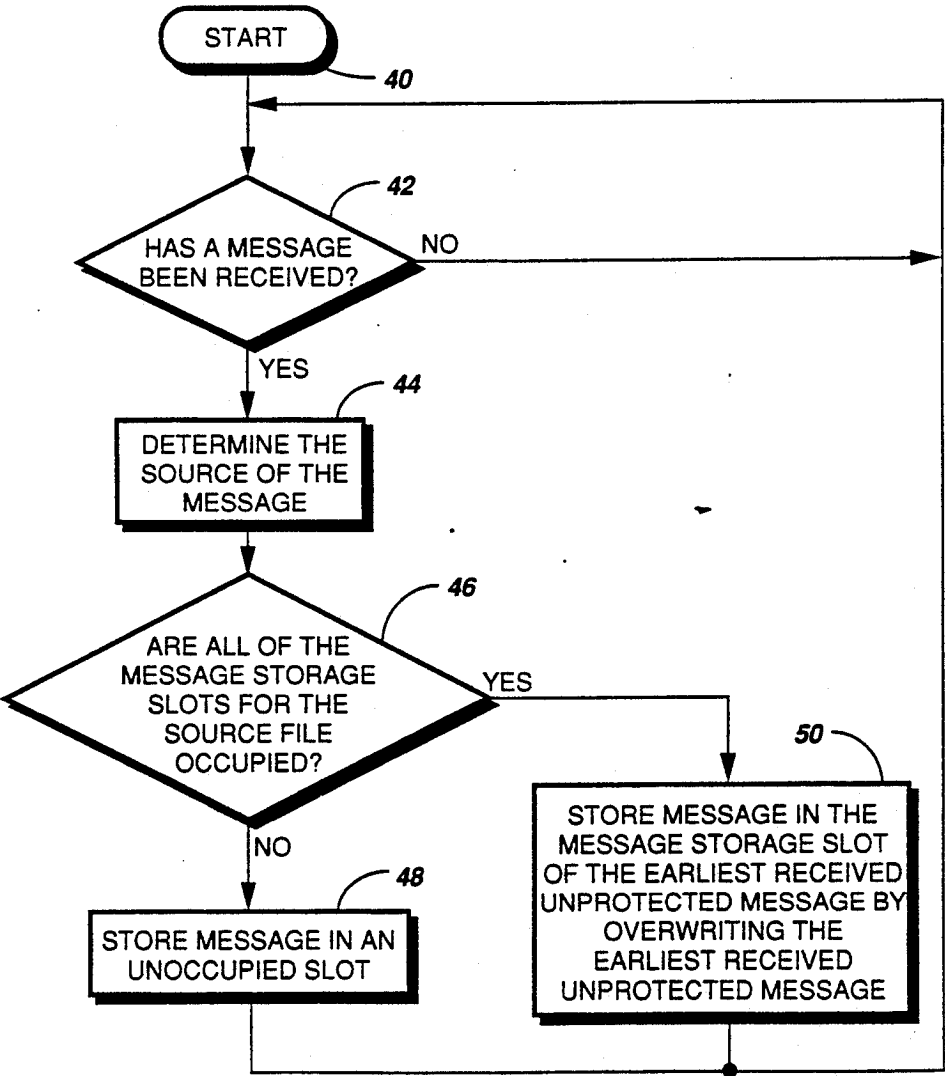 START
40
42
HAS A MESSAGE
BEEN RECEIVED?
NO
YES
44
DETERMINE THE
SOURCE OF THE
MESSAGE
46
ARE ALL OF THE
MESSAGE STORAGE
SLOTS FOR THE
SOURCE FILE
OCCUPIED?
YES
NO
50
STORE MESSAGE IN THE
MESSAGE STORAGE SLOT
OF THE EARLIEST RECEIVED
UNPROTECTED MESSAGE BY
OVERWRITING THE
EARLIEST RECEIVED
UNPROTECTED MESSAGE
48
STORE MESSAGE IN AN
UNOCCUPIED SLOT